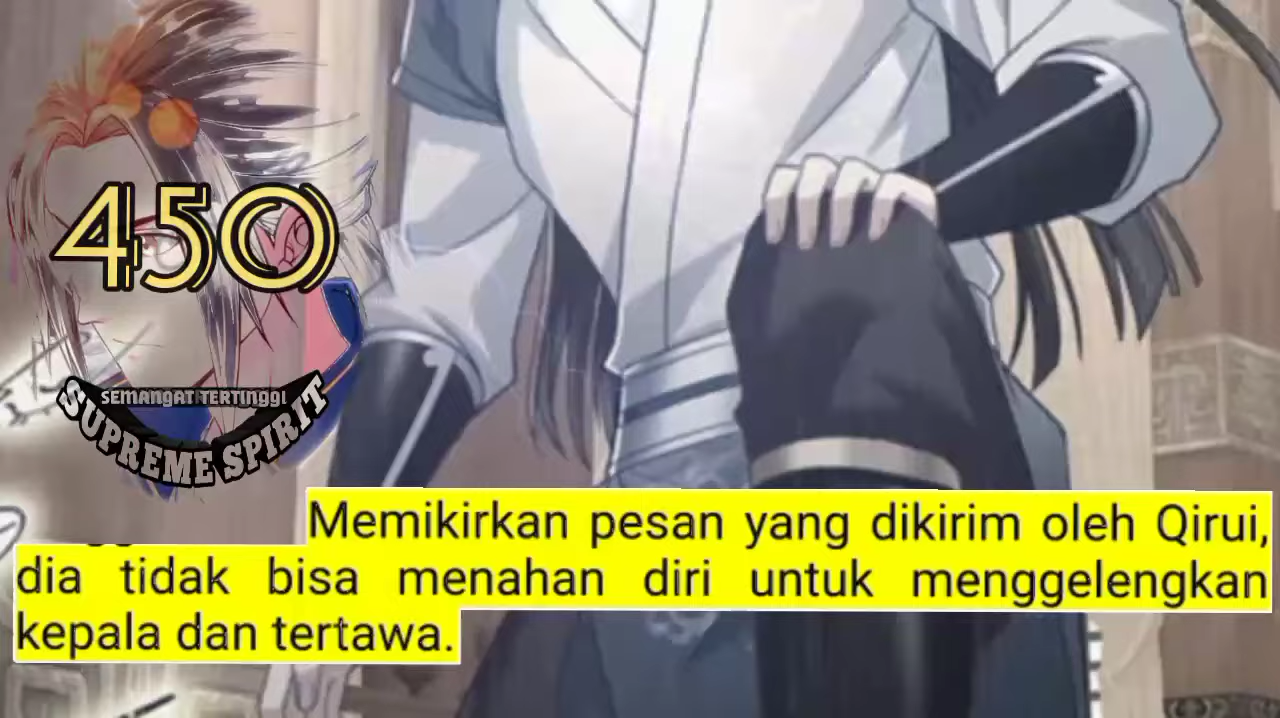 450
SEMANGAT TERTINGGI
SUPREME SPIRIT
Memikirkan pesan yang dikirim oleh Qirui,
dia tidak bisa menahan diri untuk menggelengkan
kepala dan tertawa.